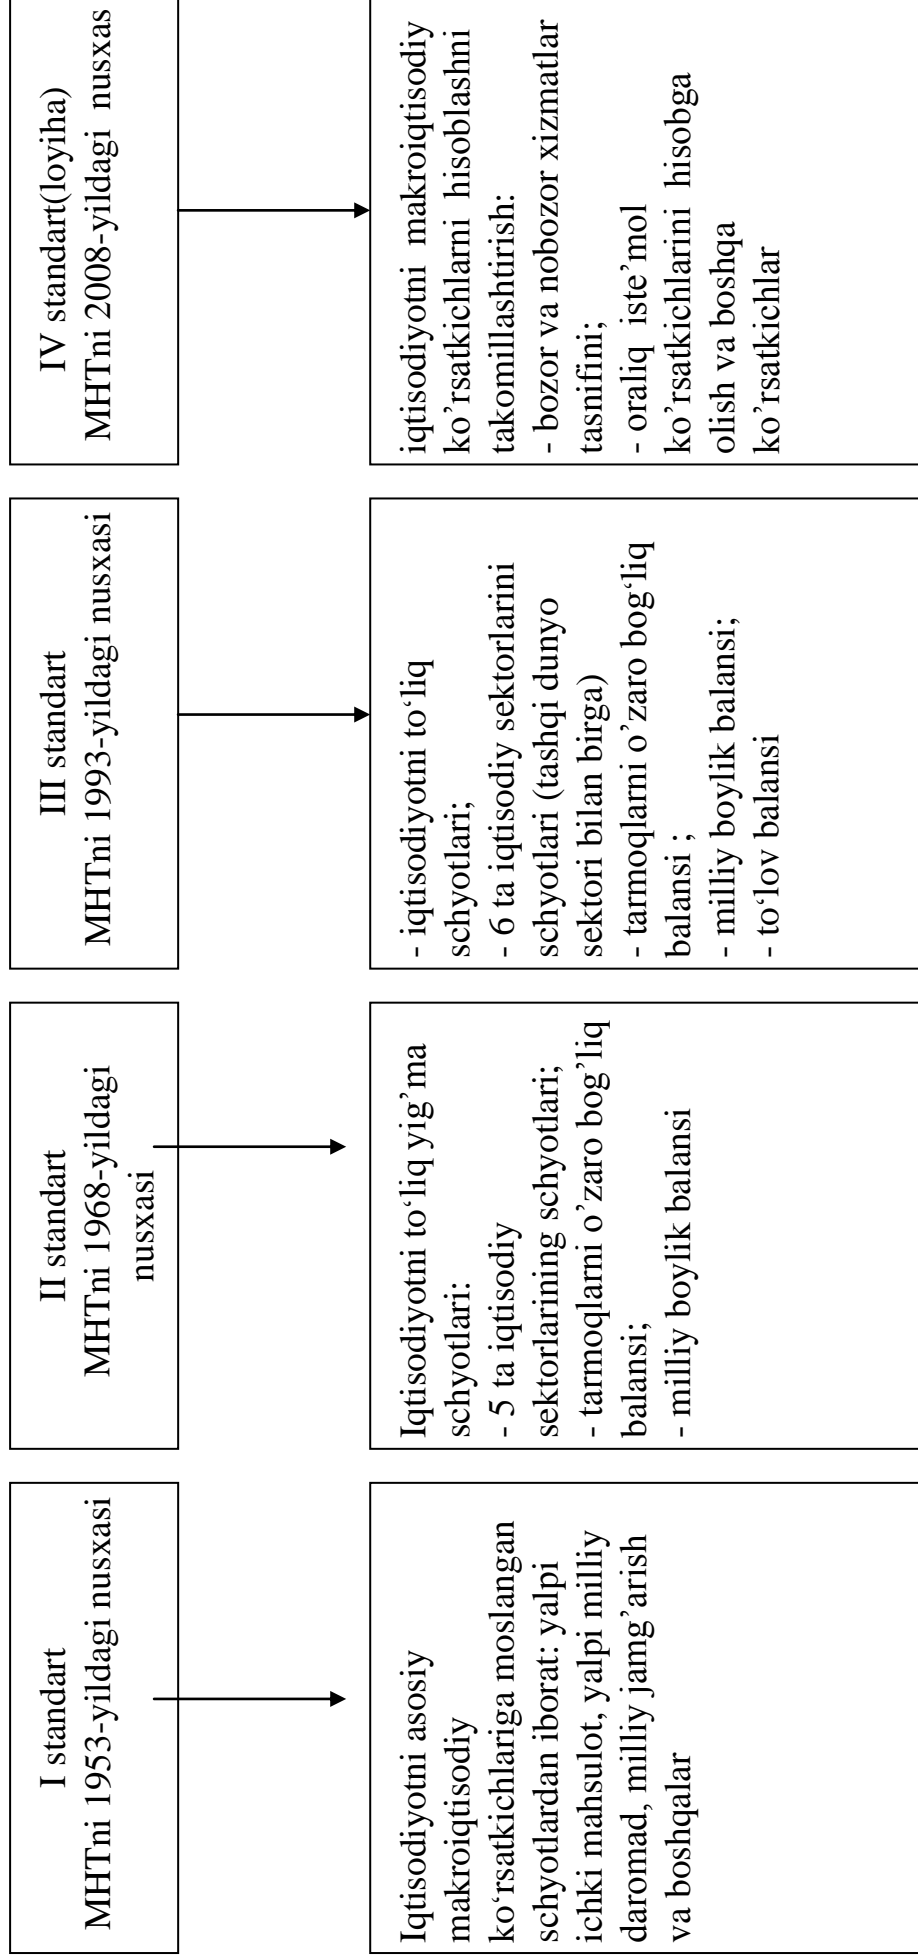 I standart
MHTni 1953-yildagi nusxasi
Iqtisodiyotni asosiy
makroiqtisodiy
ko‘rsatkichlariga moslangan
schyotlardan iborat: yalpi
ichki mahsulot, yalpi milliy
daromad, milliy jamg’arish
va boshqalar
II standart
MHTni 1968-yildagi
nusxasi
Iqtisodiyotni to‘liq yig’ma
schyotlari:
- 5 ta iqtisodiy
sektorlarining schyotlari;
- tarmoqlarni o’zaro bog’liq
balansi;
- milliy boylik balansi
III standart
MHTni 1993-yildagi nusxasi
- iqtisodiyotni to‘liq
schyotlari;
- 6 ta iqtisodiy sektorlarini
schyotlari (tashqi dunyo
sektori bilan birga)
- tarmoqlarni o’zaro bog‘liq
balansi ;
- milliy boylik balansi;
- to‘lov balansi
IV standart(loyiha)
MHTni 2008-yildagi nusxas
iqtisodiyotni makroiqtisodiy
ko’rsatkichlarni hisoblashni
takomillashtirish:
- bozor va nobozor xizmatlar
tasnifini;
- oraliq iste’mol
ko’rsatkichlarini hisobga
olish va boshqa
ko’rsatkichlar